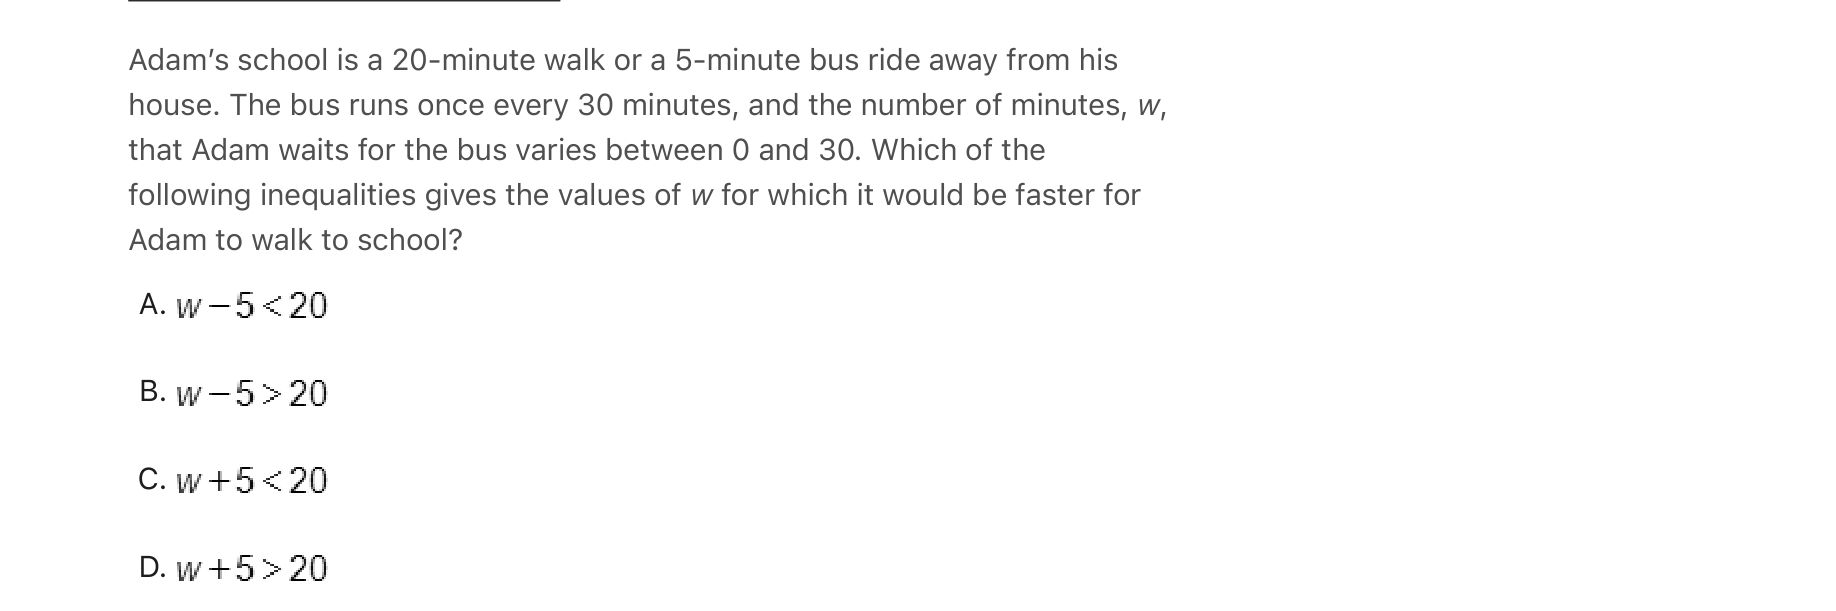 Adam’s school is a 20-minute walk or a 5-minute bus ride away from his
house. The bus runs once every 30 minutes, and the number of minutes, w,
that Adam waits for the bus varies between 0 and 30. Which of the
following inequalities gives the values of w for which it would be faster for
Adam to walk to school?
A. w−5<20
B. w−5>20
C. w+5<20
D. w+5>20